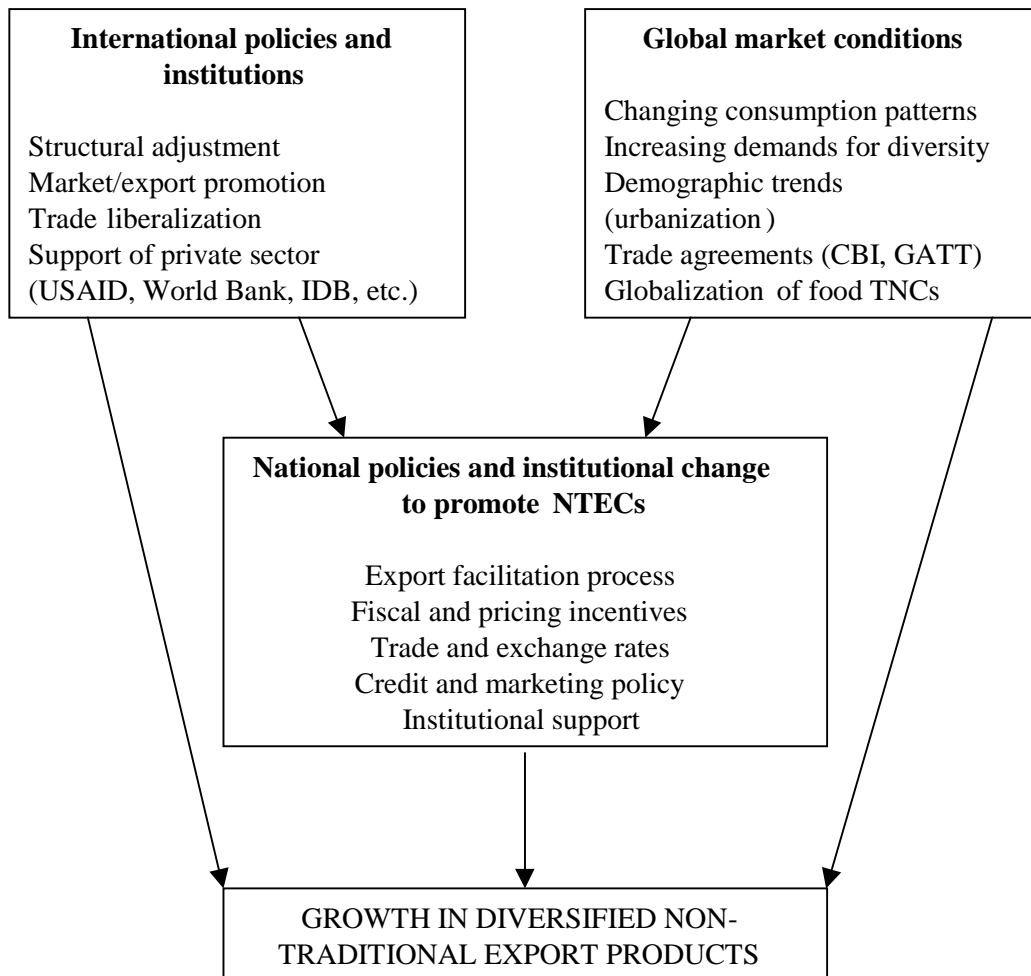 International policies and
institutions
Structural adjustment
Market/export promotion
Trade liberalization
Support of private sector
(USAID, World Bank, IDB, etc.)
Global market conditions
Changing consumption patterns
Increasing demands for diversity
Demographic trends
(urbanization )
Trade agreements (CBI, GATT)
Globalization of food TNCs
National policies and institutional change
to promote NTECs
Export facilitation process
Fiscal and pricing incentives
Trade and exchange rates
Credit and marketing policy
Institutional support
GROWTH IN DIVERSIFIED NON-
TRADITIONAL EXPORT PRODUCTS